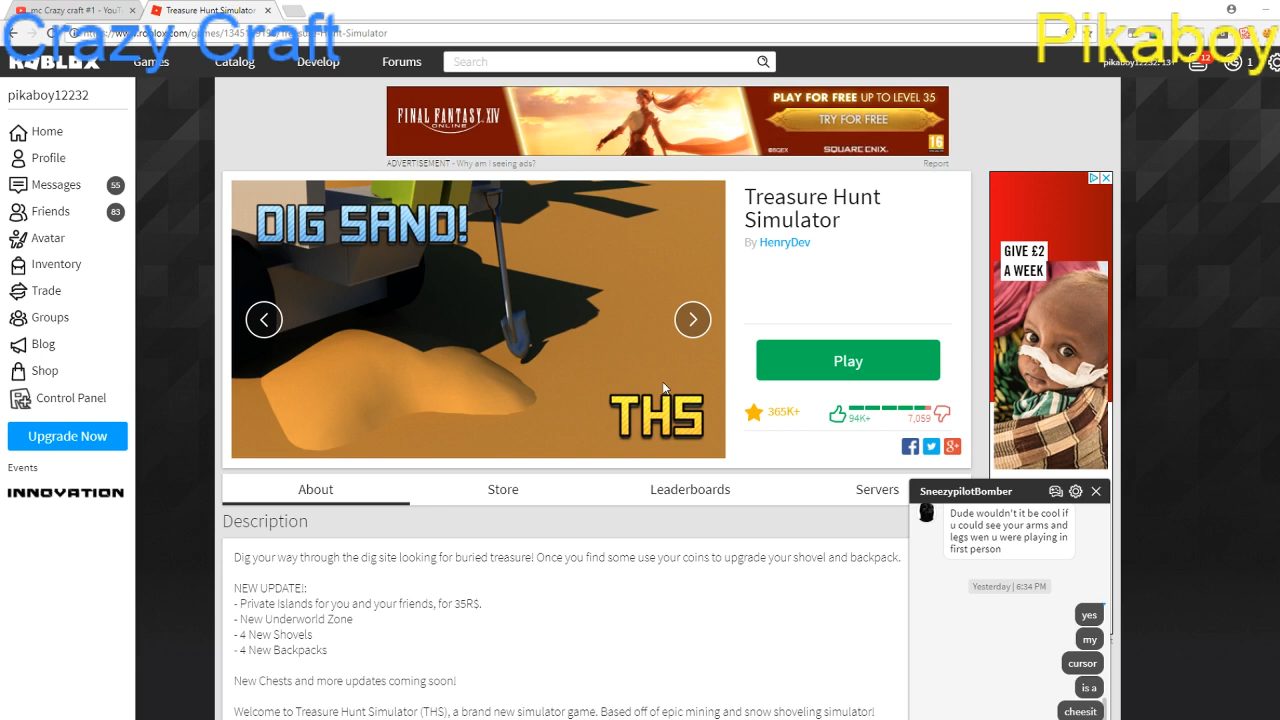 mc Crazy craft #1 - YouT
Treasure Hunt Simulator
Crazy Craft
Pikaboy
ROBLOX
Games
Catalog
Develop
Forums
Search
pikaboy12232: 13+
12
1
pikaboy12232
Home
Profile
Messages
55
Friends
83
Avatar
Inventory
Trade
Groups
Blog
Shop
Control Panel
Upgrade Now
Events
INNOVATION
FINAL FANTASY XIV
ONLINE
PLAY FOR FREE UP TO LEVEL 35
TRY FOR FREE
SQUARE ENIX.
16
ADVERTISEMENT - Why am I seeing ads?
Report
DIG SAND!
THS
Treasure Hunt
Simulator
By HenryDev
Play
365K+
94K+
7,059
GIVE £2
A WEEK
About
Store
Leaderboards
Servers
Description
Dig your way through the dig site looking for buried treasure! Once you find some use your coins to upgrade your shovel and backpack.
NEW UPDATE!:
- Private Islands for you and your friends, for 35R$.
- New Underworld Zone
- 4 New Shovels
- 4 New Backpacks
New Chests and more updates coming soon!
Welcome to Treasure Hunt Simulator (THS), a brand new simulator game. Based off of epic mining and snow shoveling simulator!
SneezypilotBomber
Dude wouldn't it be cool if
u could see your arms and
legs wen u were playing in
first person
Yesterday | 6:34 PM
yes
my
cursor
is a
cheesit